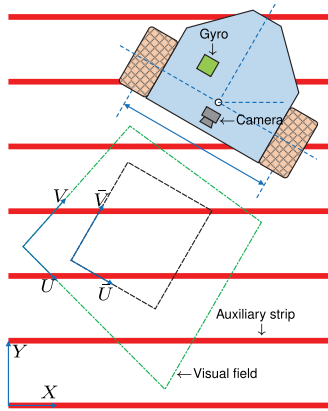 Gyro
Camera
V
V̄
U
Ū
Auxiliary strip
Y
Visual field
X